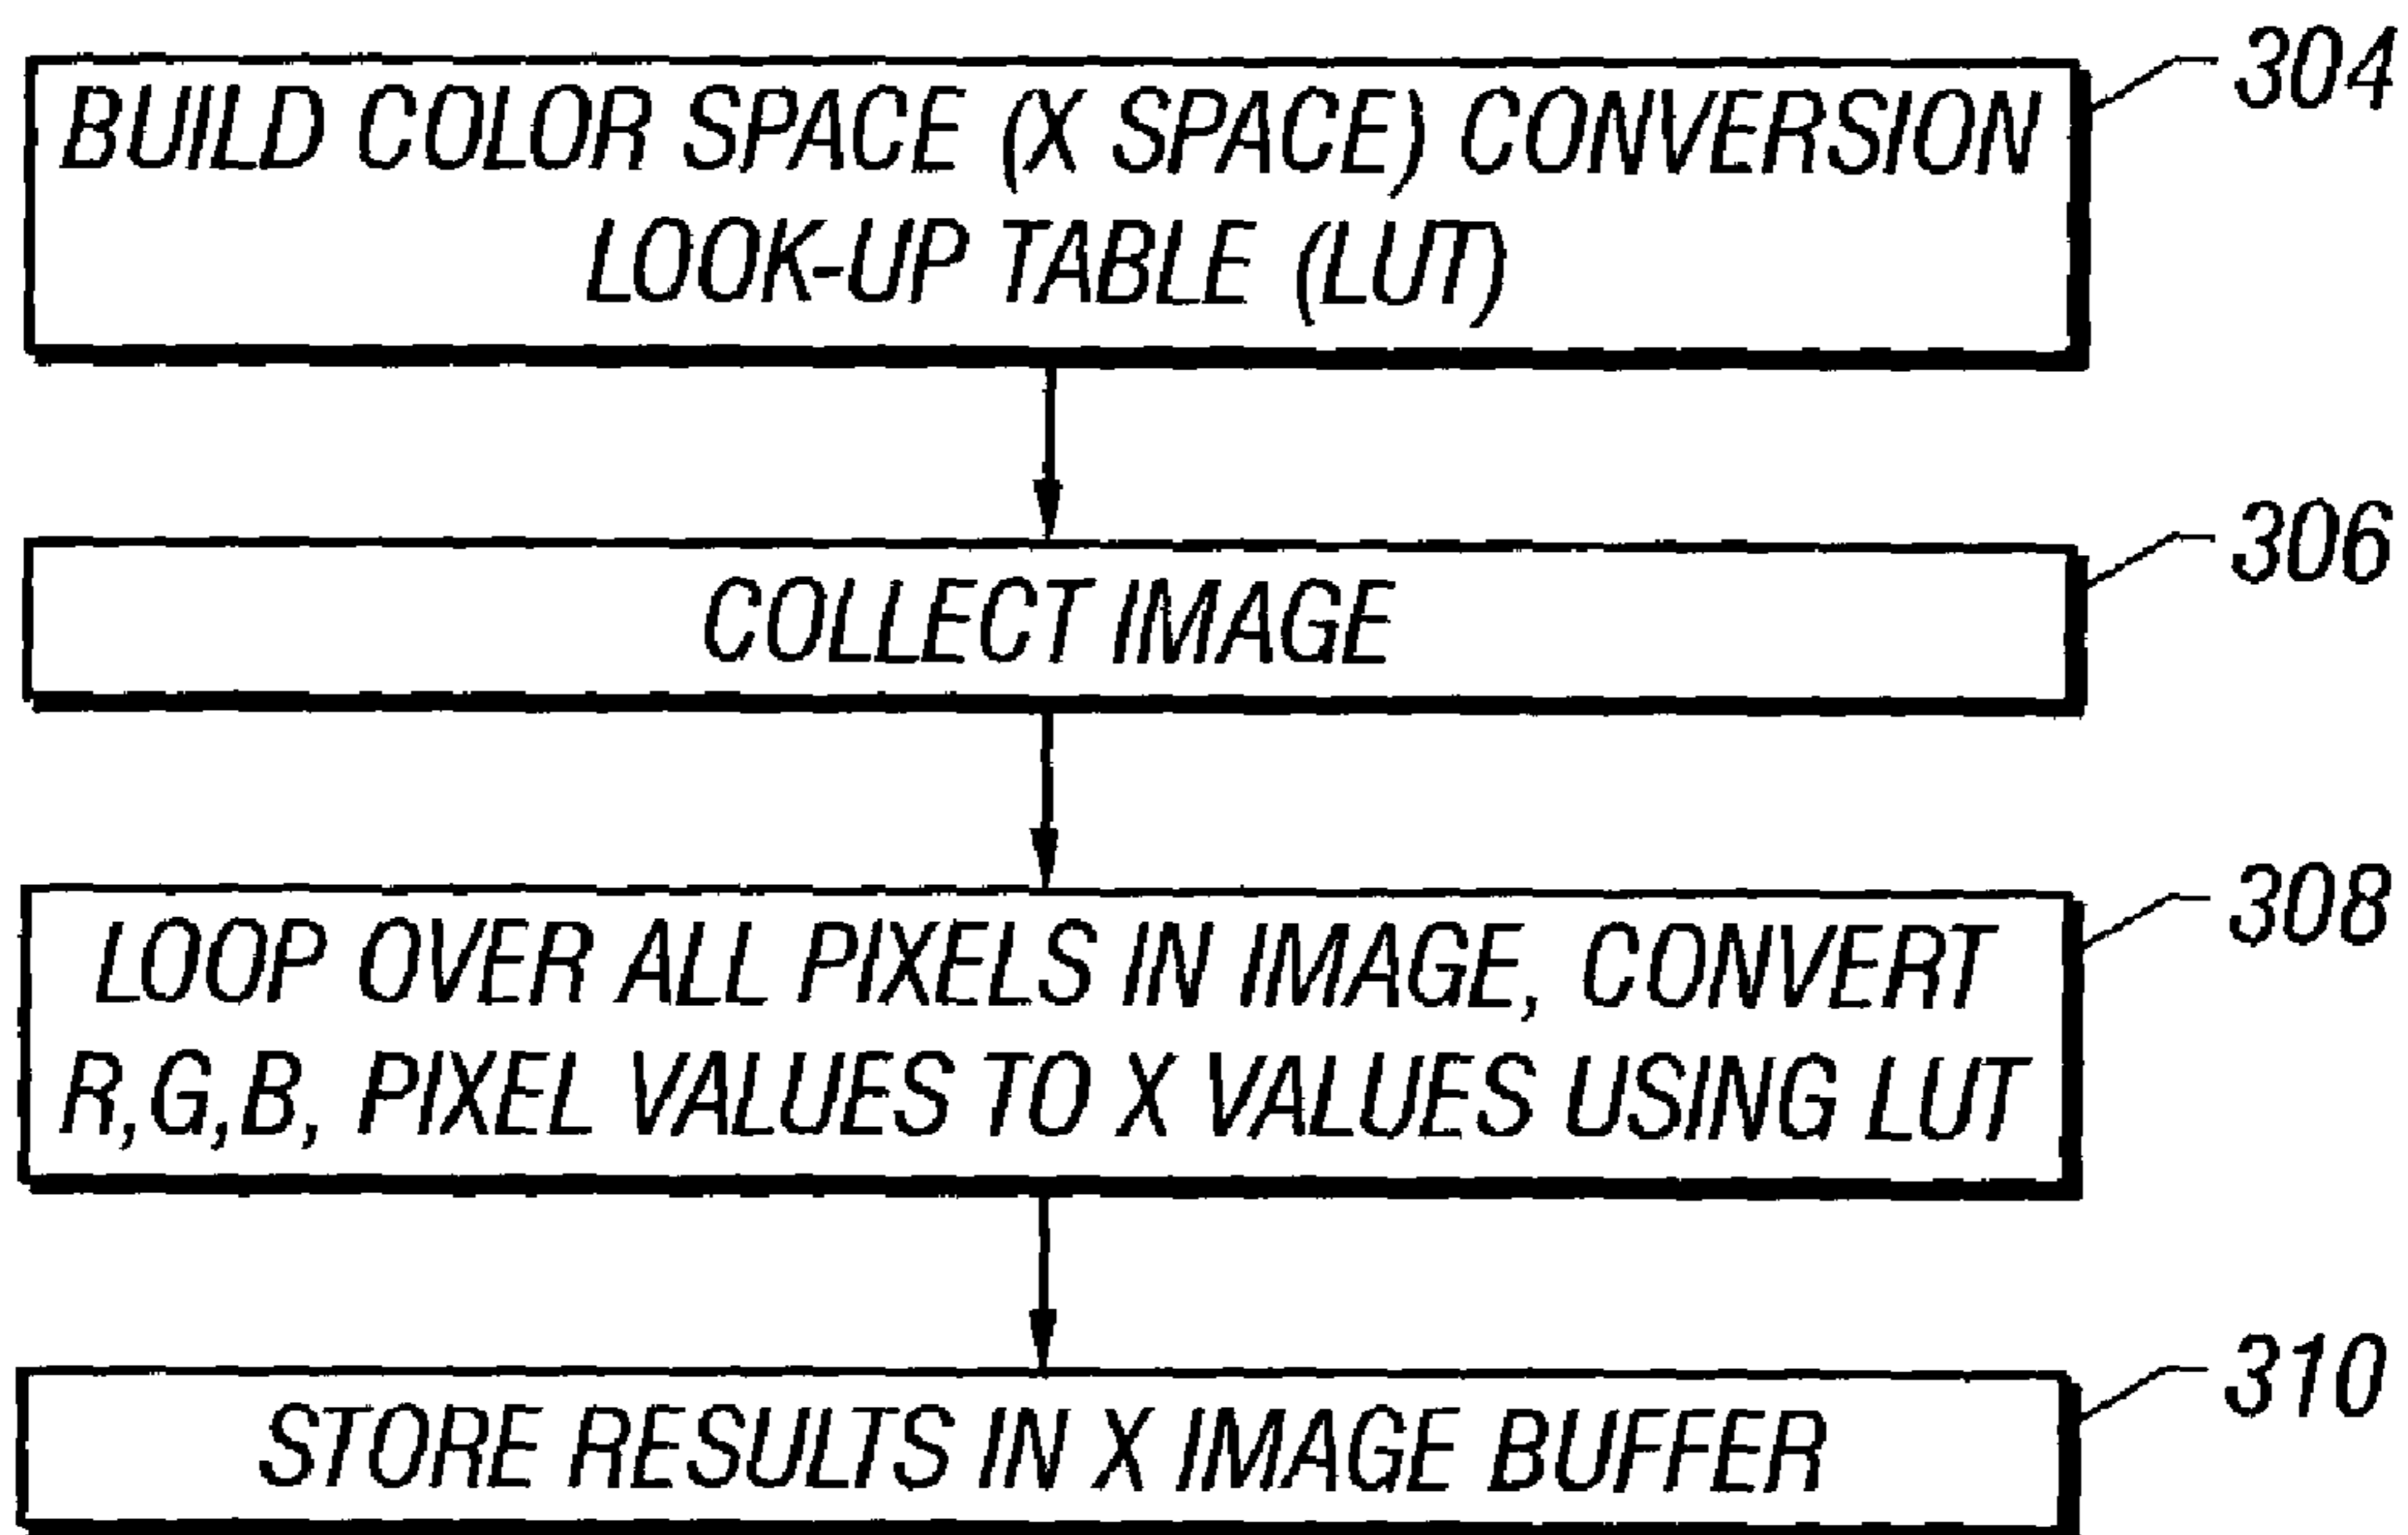 304
BUILD COLOR SPACE (X SPACE) CONVERSION
LOOK-UP TABLE (LUT)
306
COLLECT IMAGE
308
LOOP OVER ALL PIXELS IN IMAGE, CONVERT
R,G,B, PIXEL VALUES TO X VALUES USING LUT
310
STORE RESULTS IN X IMAGE BUFFER